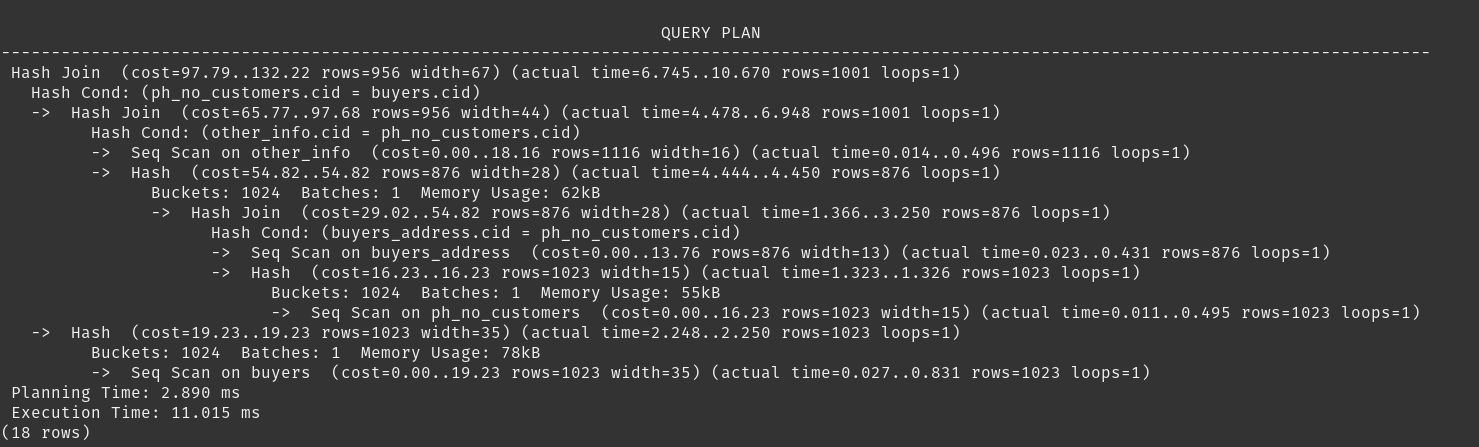 QUERY PLAN
-----------------------------------------------------------------------------------------------------------------------------------------------
Hash Join  (cost=97.79..132.22 rows=956 width=67) (actual time=6.745..10.670 rows=1001 loops=1)
Hash Cond: (ph_no_customers.cid = buyers.cid)
->  Hash Join  (cost=65.77..97.68 rows=956 width=44) (actual time=4.478..6.948 rows=1001 loops=1)
Hash Cond: (other_info.cid = ph_no_customers.cid)
->  Seq Scan on other_info  (cost=0.00..18.16 rows=1116 width=16) (actual time=0.014..0.496 rows=1116 loops=1)
->  Hash  (cost=54.82..54.82 rows=876 width=28) (actual time=4.444..4.450 rows=876 loops=1)
Buckets: 1024  Batches: 1  Memory Usage: 62kB
->  Hash Join  (cost=29.02..54.82 rows=876 width=28) (actual time=1.366..3.250 rows=876 loops=1)
Hash Cond: (buyers_address.cid = ph_no_customers.cid)
->  Seq Scan on buyers_address  (cost=0.00..13.76 rows=876 width=13) (actual time=0.023..0.431 rows=876 loops=1)
->  Hash  (cost=16.23..16.23 rows=1023 width=15) (actual time=1.323..1.326 rows=1023 loops=1)
Buckets: 1024  Batches: 1  Memory Usage: 55kB
->  Seq Scan on ph_no_customers  (cost=0.00..16.23 rows=1023 width=15) (actual time=0.011..0.495 rows=1023 loops=1)
->  Hash  (cost=19.23..19.23 rows=1023 width=35) (actual time=2.248..2.250 rows=1023 loops=1)
Buckets: 1024  Batches: 1  Memory Usage: 78kB
->  Seq Scan on buyers  (cost=0.00..19.23 rows=1023 width=35) (actual time=0.027..0.831 rows=1023 loops=1)
Planning Time: 2.890 ms
Execution Time: 11.015 ms
(18 rows)